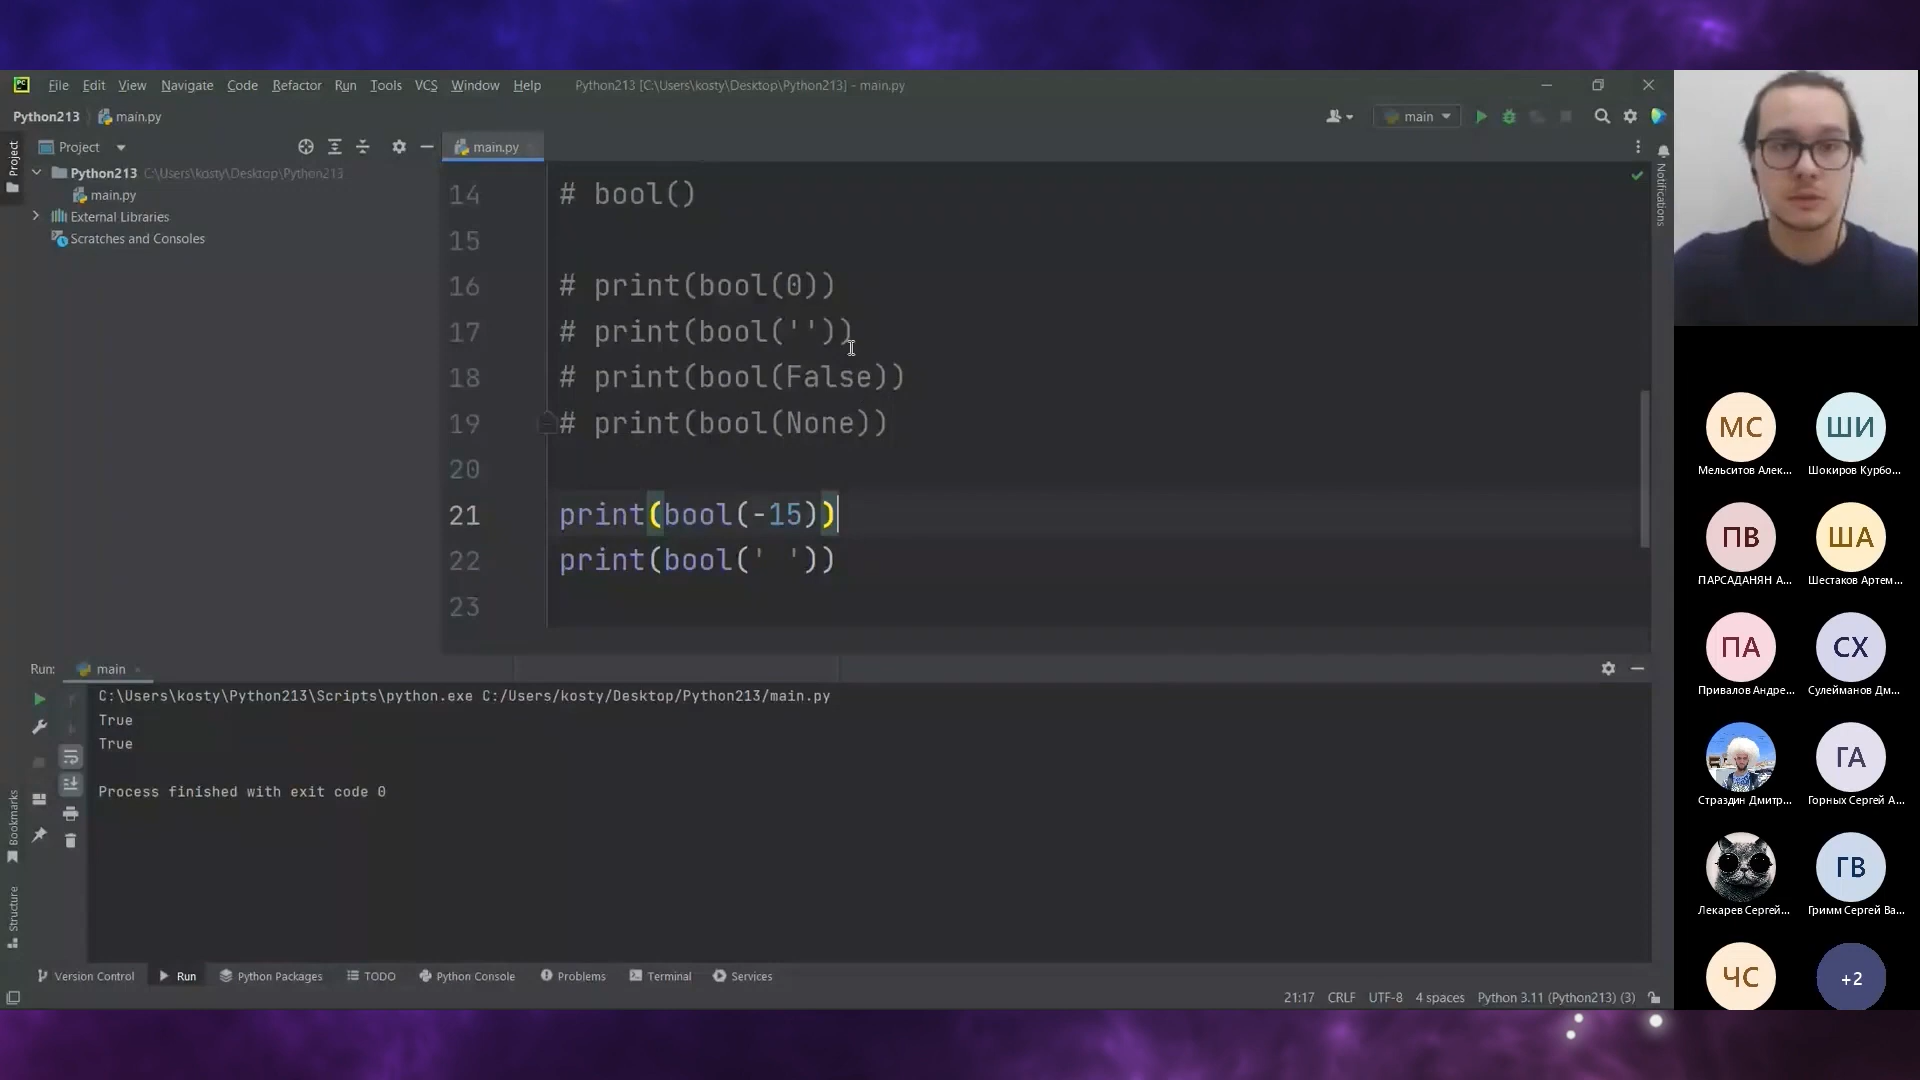 File Edit View Navigate Code Refactor Run Tools VCS Window Help Python213 [C:\Users\kosty\Desktop\Python213] - main.py
Python213 main.py
main
Project
main.py
Python213 C:\Users\kosty\Desktop\Python213
main.py
External Libraries
Scratches and Consoles
Project
Notifications
14 # bool()
15
16 # print(bool(0))
17 # print(bool(''))
18 # print(bool(False))
19 # print(bool(None))
20
21 print(bool(-15))
22 print(bool(' '))
23
Run: main
C:\Users\kosty\Python213\Scripts\python.exe C:/Users/kosty/Desktop/Python213/main.py
True
True
Process finished with exit code 0
Bookmarks
Structure
Version Control Run Python Packages TODO Python Console Problems Terminal Services
21:17 CRLF UTF-8 4 spaces Python 3.11 (Python213) (3)
МС ШИ
Мельситов Алек... Шокиров Курбо...
ПВ ША
ПАРСАДАНЯН А... Шестаков Артем...
ПА СХ
Привалов Андре... Сулейманов Дм...
ГА
Страздин Дмитр... Горных Сергей А...
ГВ
Лекарев Сергей... Гримм Сергей Ва...
ЧС +2